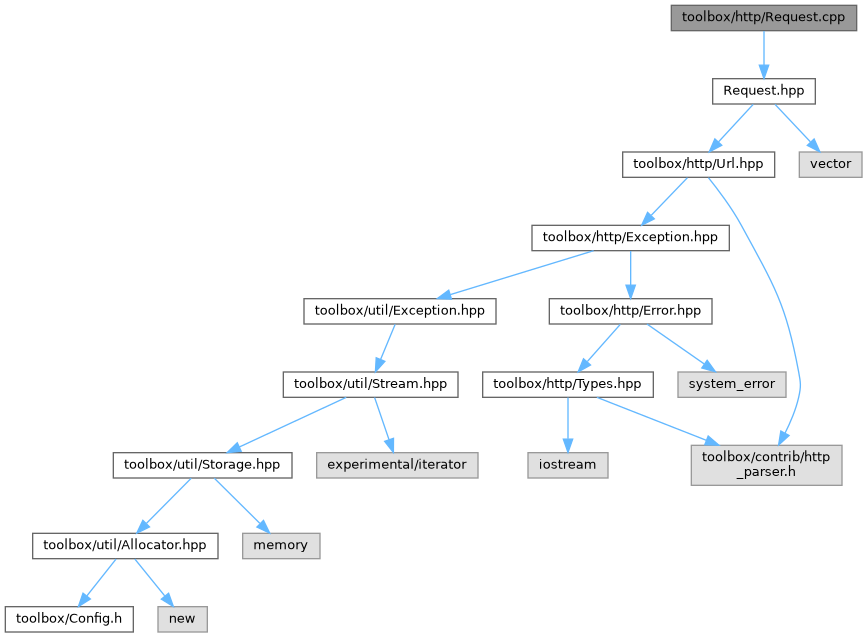 toolbox/http/Request.cpp
Request.hpp
toolbox/http/Url.hpp
vector
toolbox/http/Exception.hpp
toolbox/util/Exception.hpp
toolbox/http/Error.hpp
toolbox/util/Stream.hpp
toolbox/http/Types.hpp
system_error
toolbox/util/Storage.hpp
experimental/iterator
iostream
toolbox/contrib/http
_parser.h
toolbox/util/Allocator.hpp
memory
toolbox/Config.h
new